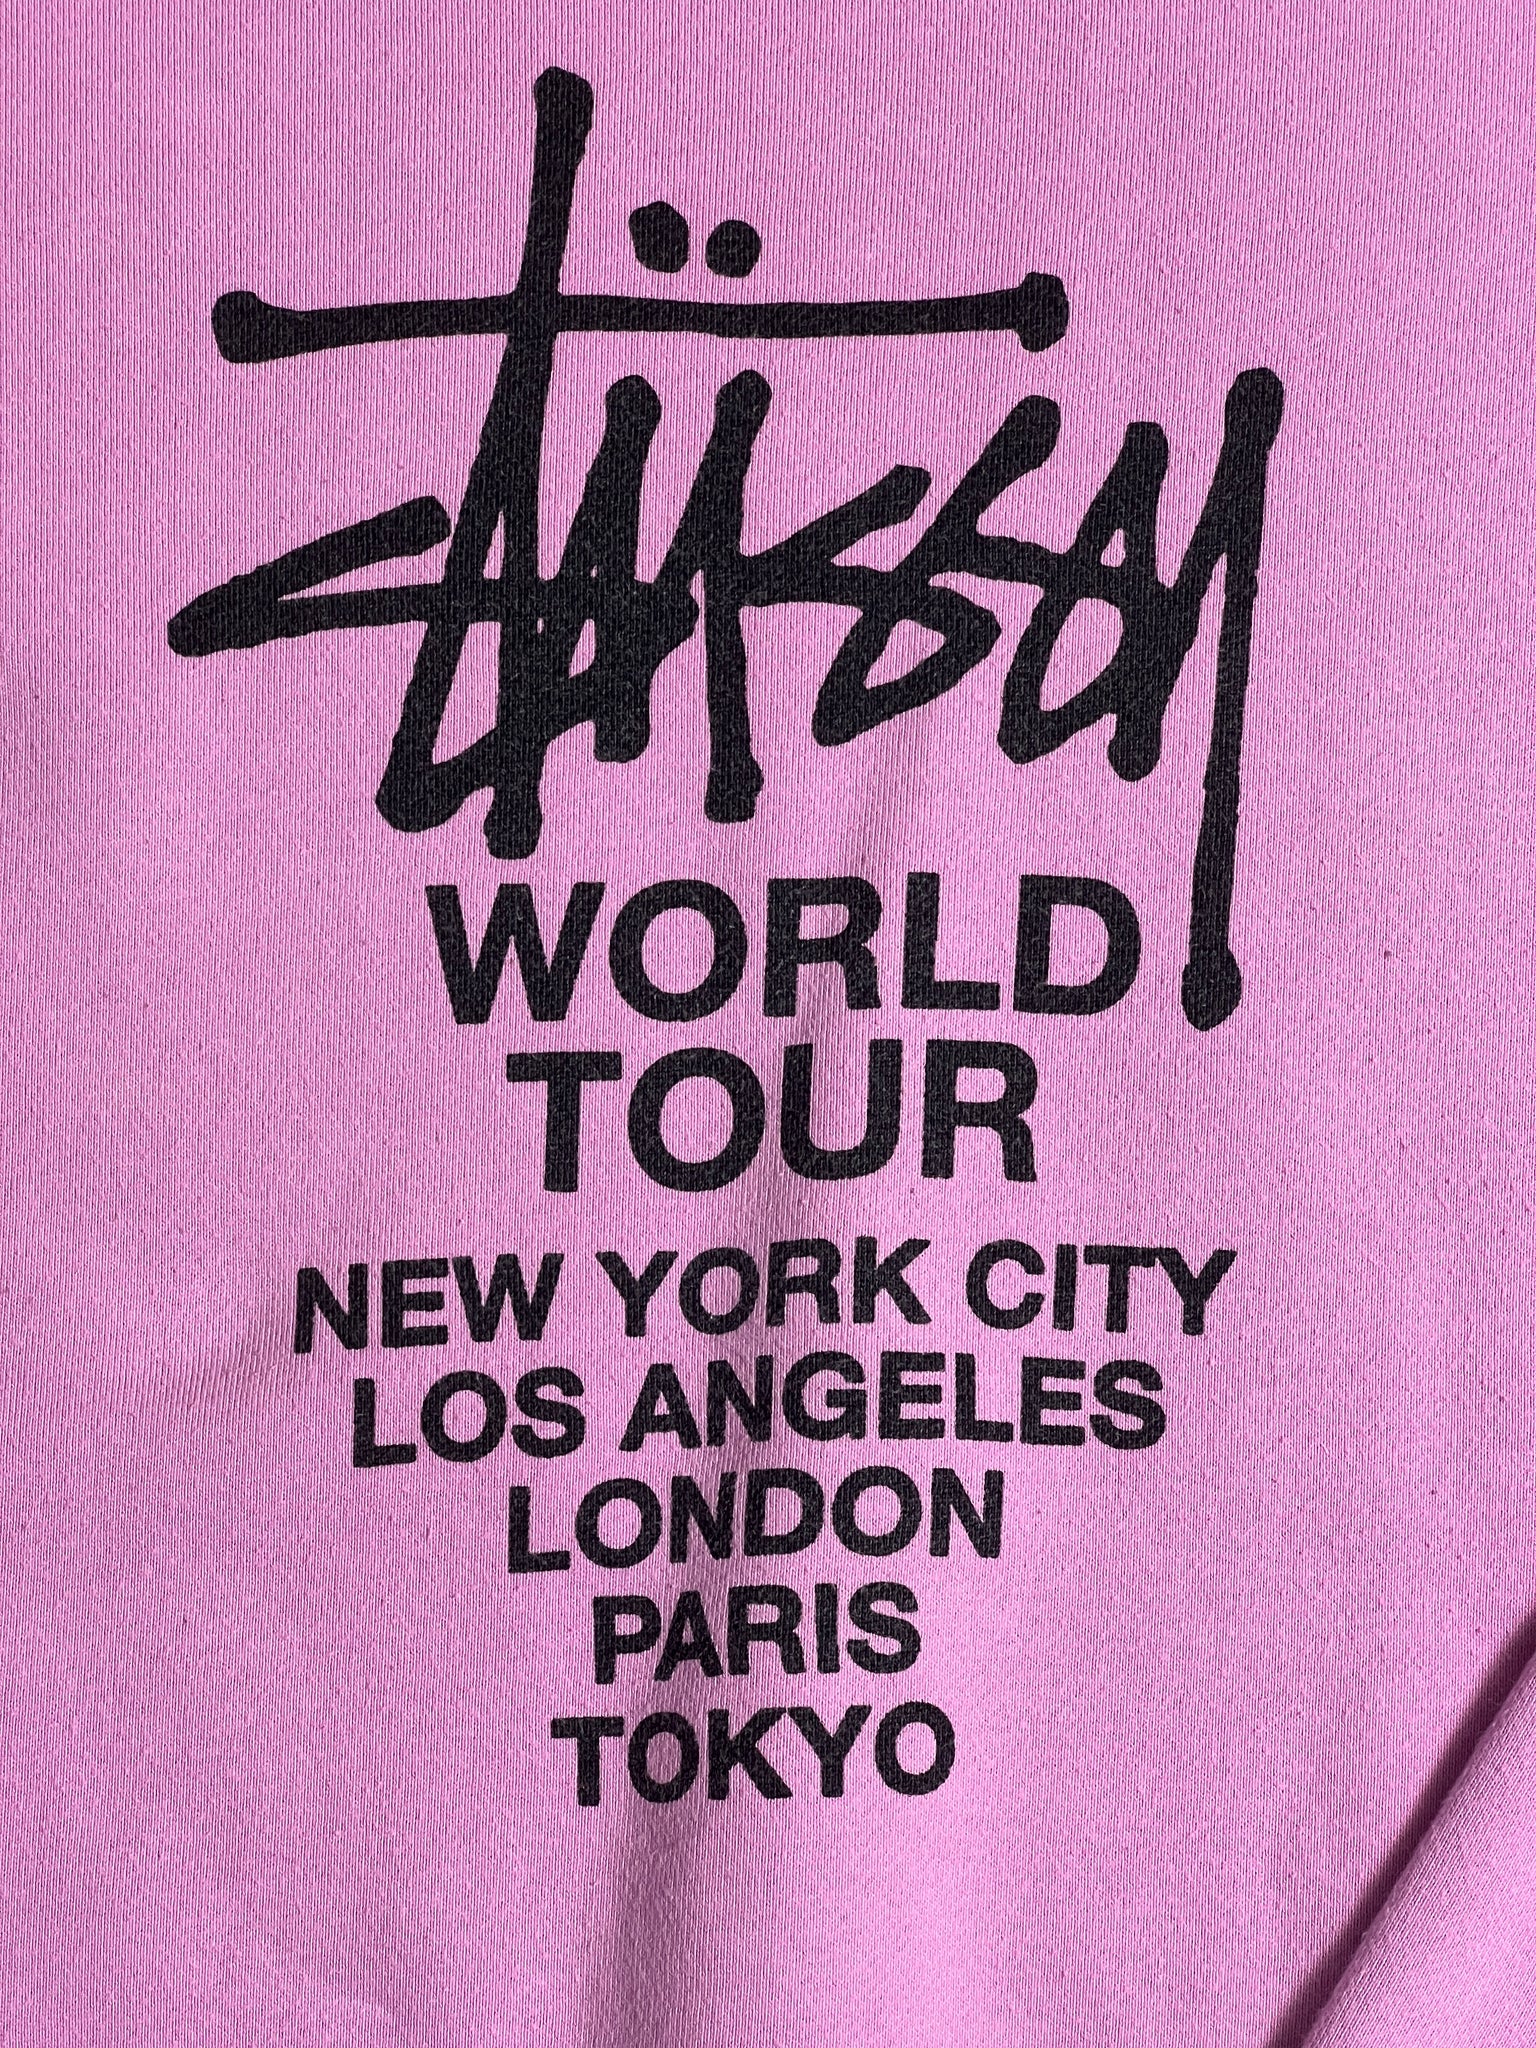 Stüssy
WORLD
TOUR
NEW YORK CITY
LOS ANGELES
LONDON
PARIS
TOKYO